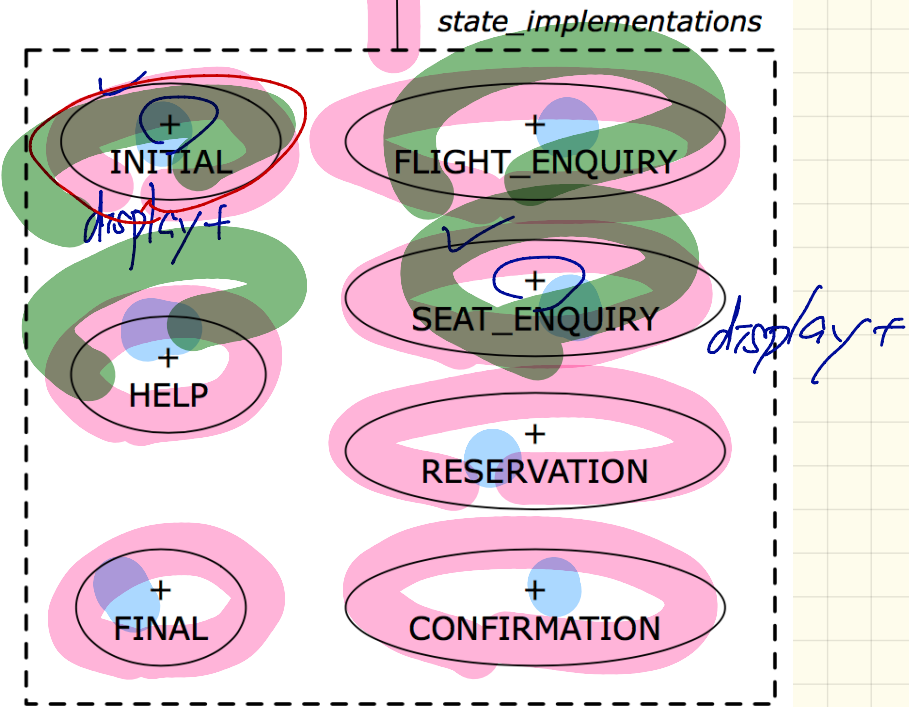 state_implementations
+
INITIAL
display+
+
FLIGHT_ENQUIRY
+
SEAT_ENQUIRY
display+
+
HELP
+
RESERVATION
+
FINAL
+
CONFIRMATION